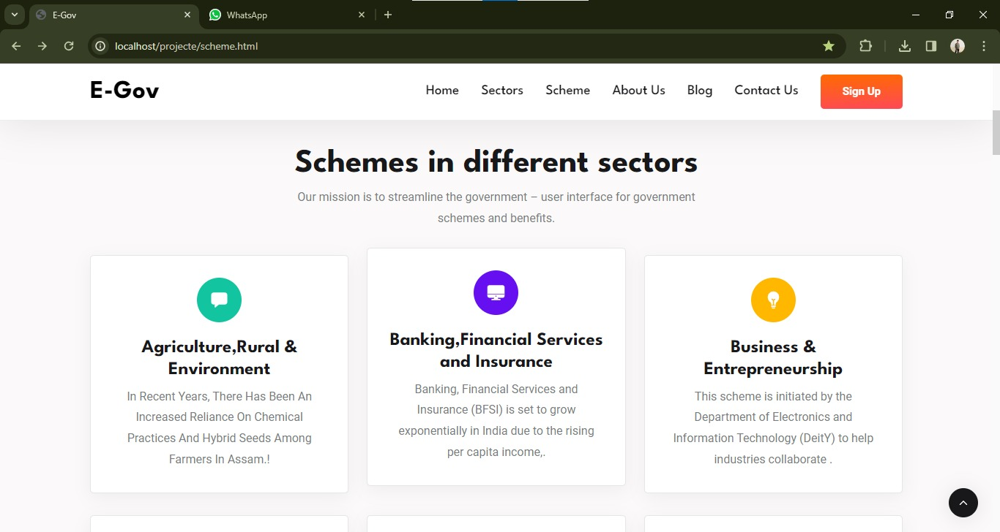 E-Gov
WhatsApp
localhost/projecte/scheme.html
E-Gov
Home
Sectors
Scheme
About Us
Blog
Contact Us
Sign Up
Schemes in different sectors
Our mission is to streamline the government – user interface for government
schemes and benefits.
Agriculture,Rural &
Environment
In Recent Years, There Has Been An
Increased Reliance On Chemical
Practices And Hybrid Seeds Among
Farmers In Assam.!
Banking,Financial Services
and Insurance
Banking, Financial Services and
Insurance (BFSI) is set to grow
exponentially in India due to the rising
per capita income,.
Business &
Entrepreneurship
This scheme is initiated by the
Department of Electronics and
Information Technology (DeitY) to help
industries collaborate .